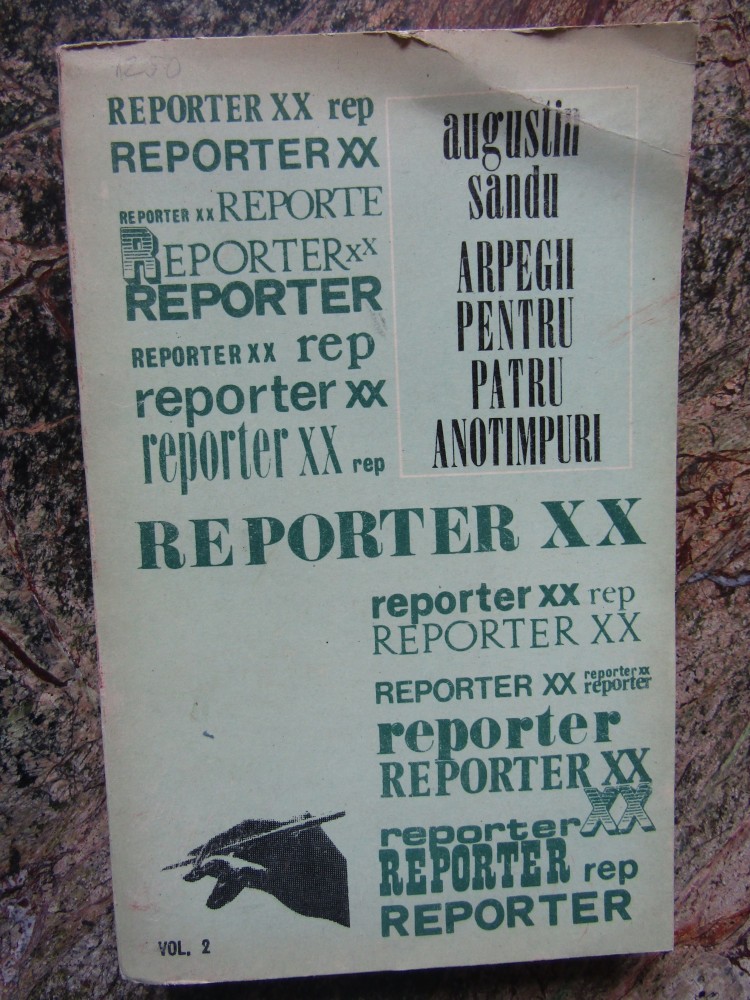 1250
REPORTER XX rep
REPORTER XX
REPORTER XX REPORTE
REPORTER XX
REPORTER
REPORTER XX rep
reporter XX
reporter XX rep
augustin
sandu
ARPEGII
PENTRU
PATRU
ANOTIMPURI
REPORTER XX
reporter XX rep
REPORTER XX
REPORTER XX reporter xx
reporter
reporter
REPORTER XX
reporter XX
REPORTER rep
REPORTER
VOL. 2